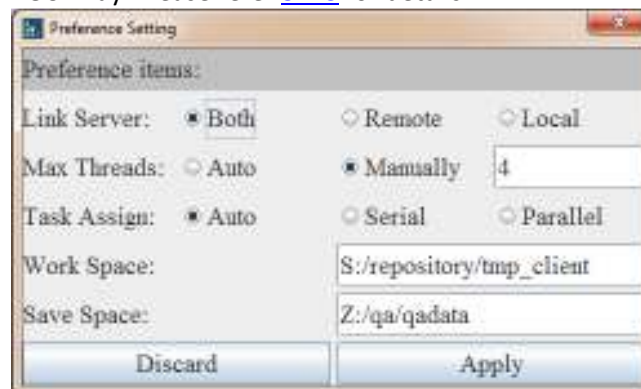 Preference Setting
Preference items:
Link Server: Both Remote Local
Max Threads: Auto Manually 4
Task Assign: Auto Serial Parallel
Work Space: S:/repository/tmp_client
Save Space: Z:/qa/qadata
Discard Apply